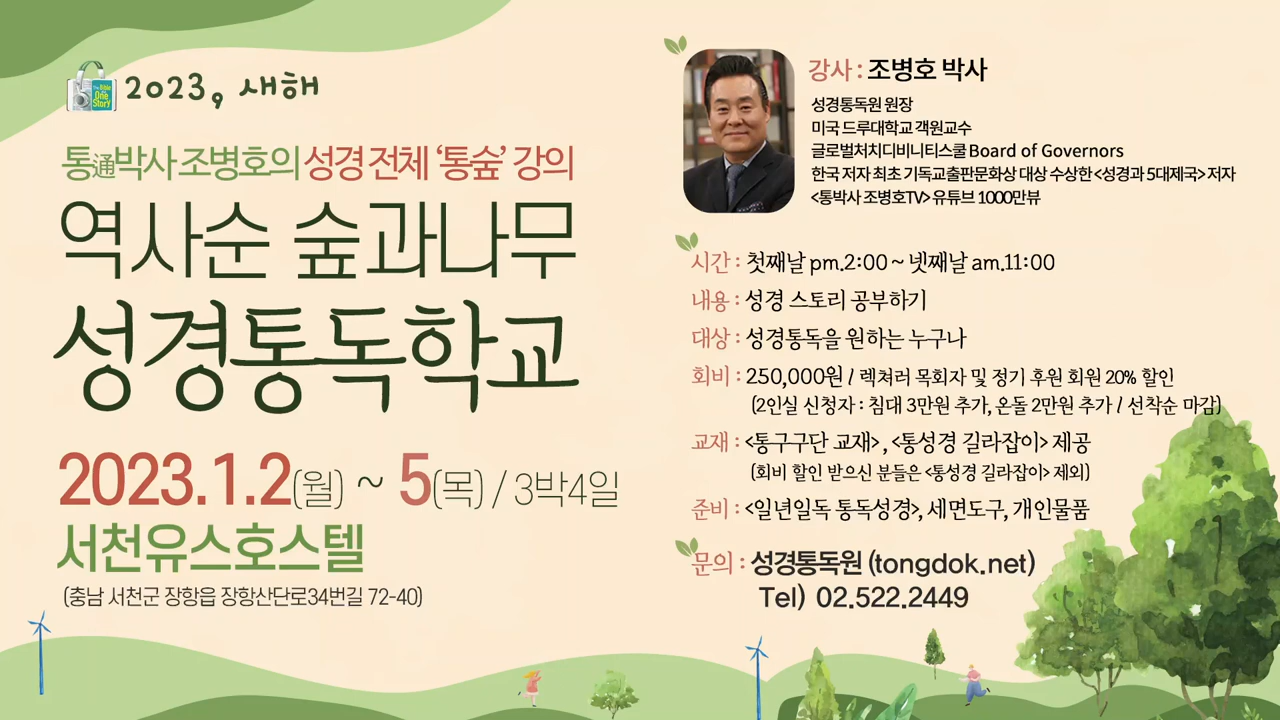 The Bible
One
Story
2023, 새해
통通박사 조병호의 성경 전체 ‘통숲’ 강의
역사순 숲과나무
성경통독학교
2023.1.2(월) ~ 5(목) / 3박4일
서천유스호스텔
(충남 서천군 장항읍 장항산단로34번길 72-40)
강사 : 조병호 박사
성경통독원 원장
미국 드루대학교 객원교수
글로벌처치디비니티스쿨 Board of Governors
한국 저자 최초 기독교출판문화상 대상 수상한 <성경과 5대제국> 저자
<통박사 조병호TV> 유튜브 1000만뷰
시간 : 첫째날 pm.2:00 ~ 넷째날 am.11:00
내용 : 성경 스토리 공부하기
대상 : 성경통독을 원하는 누구나
회비 : 250,000원 / 렉쳐러 목회자 및 정기 후원 회원 20% 할인
(2인실 신청자 : 침대 3만원 추가, 온돌 2만원 추가 / 선착순 마감)
교재 : <통구구단 교재> , <통성경 길라잡이> 제공
(회비 할인 받으신 분들은 <통성경 길라잡이> 제외)
준비 : <일년일독 통독성경>, 세면도구, 개인물품
문의 : 성경통독원 (tongdok.net)
Tel) 02.522.2449